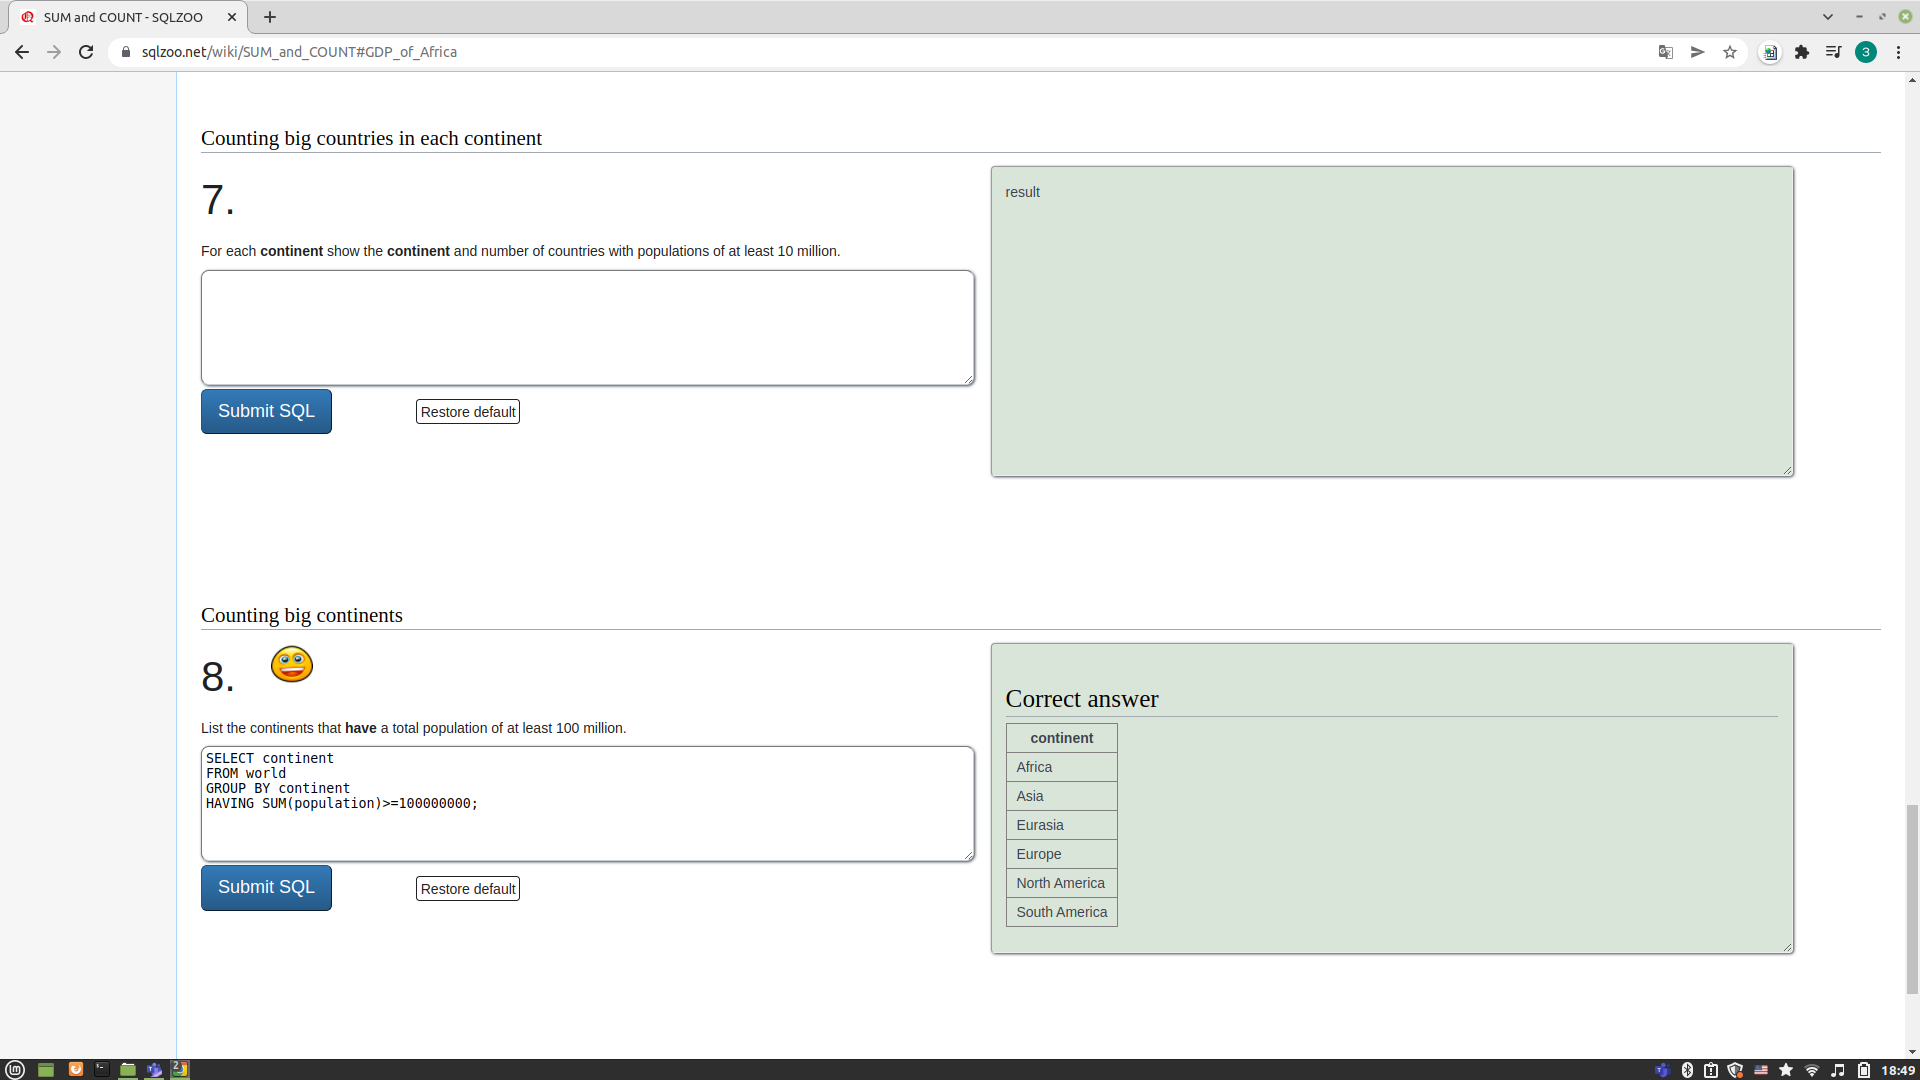 SUM and COUNT - SQLZOO
sqlzoo.net/wiki/SUM_and_COUNT#GDP_of_Africa
3
Counting big countries in each continent
7.
For each continent show the continent and number of countries with populations of at least 10 million.
Submit SQL
Restore default
result
Counting big continents
8.
List the continents that have a total population of at least 100 million.
SELECT continent
FROM world
GROUP BY continent
HAVING SUM(population)>=100000000;
Submit SQL
Restore default
Correct answer
continent
Africa
Asia
Eurasia
Europe
North America
South America
2
18:49